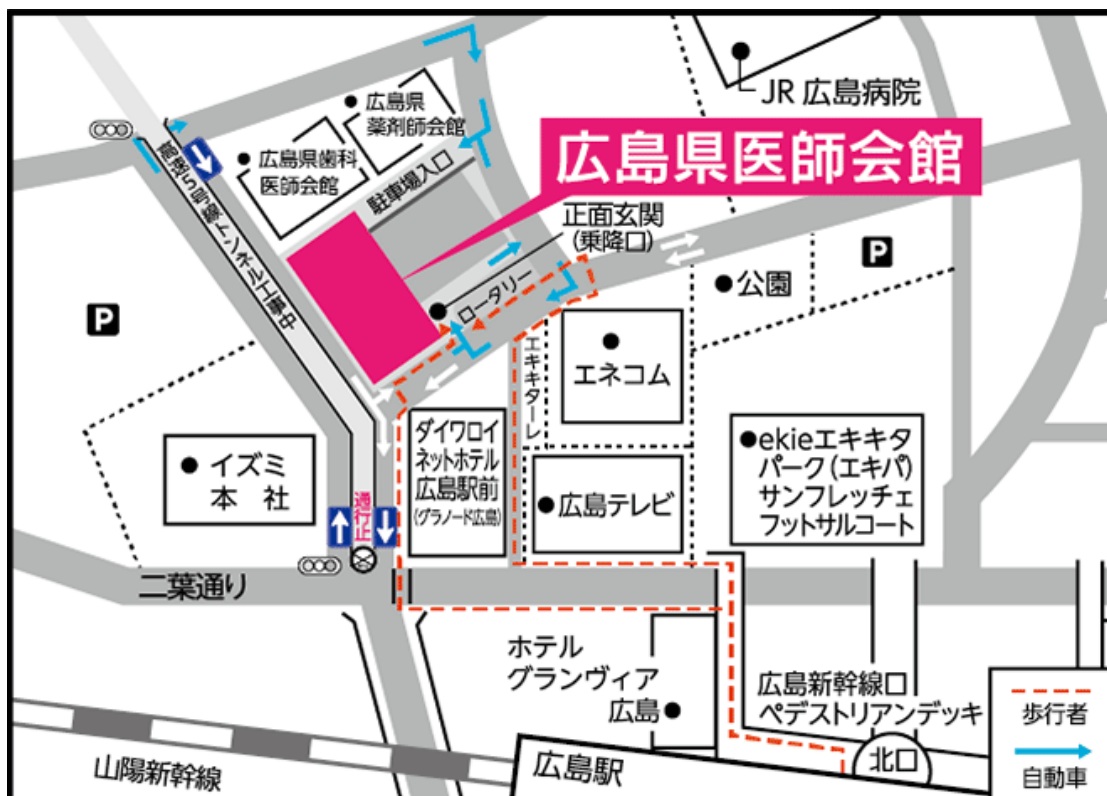 JR 広島病院
広島県
薬剤師会館
広島県歯科
医師会館
駐車場入口
広島県医師会館
正面玄関
(乗降口)
ロータリー
高速5号線トンネル工事中
P
P
公園
エネコム
エキキターレ
イズミ
本社
ダイワロイ
ネットホテル
広島駅前
(グラノード広島)
広島テレビ
ekieエキキタ
パーク(エキパ)
サンフレッチェ
フットサルコート
通行止
二葉通り
ホテル
グランヴィア
広島
広島新幹線口
ペデストリアンデッキ
北口
広島駅
山陽新幹線
歩行者
自動車